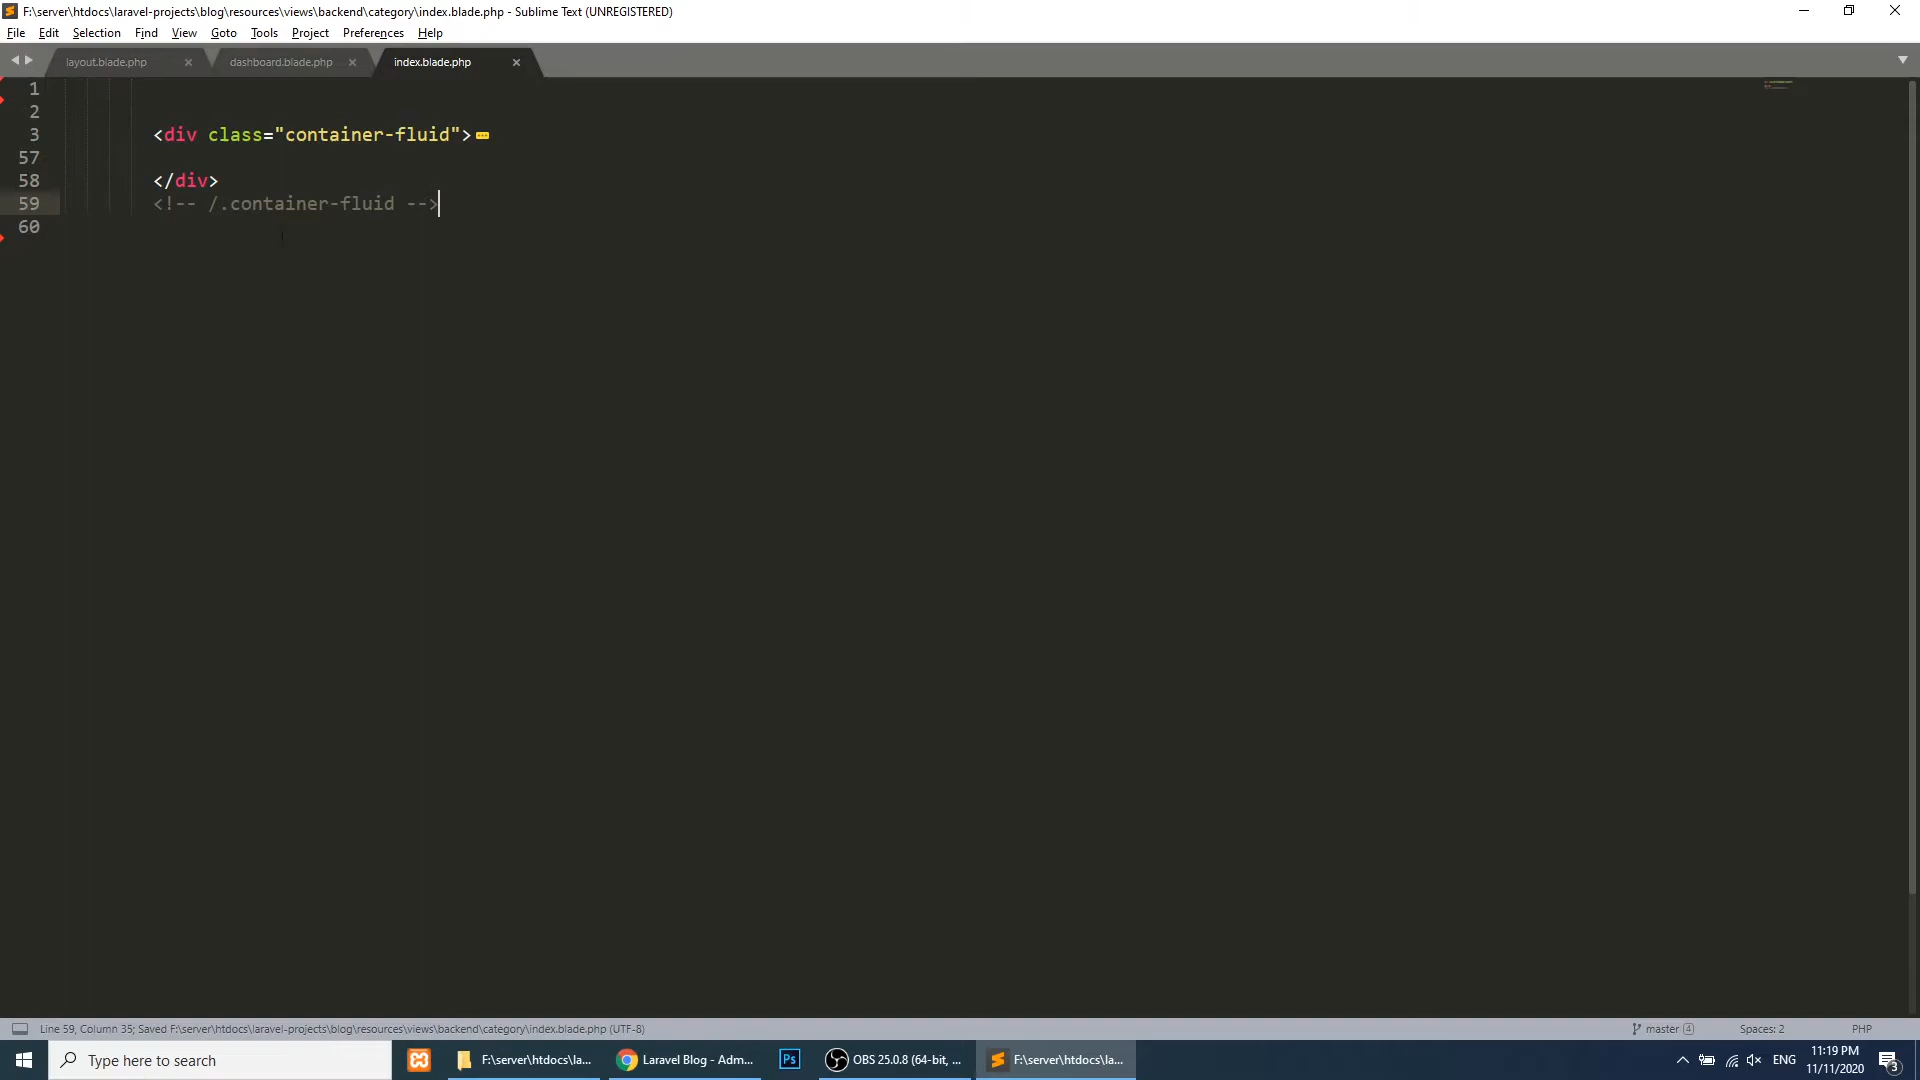 F:\server\htdocs\laravel-projects\blog\resources\views\backend\category\index.blade.php - Sublime Text (UNREGISTERED)
File Edit Selection Find View Goto Tools Project Preferences Help
layout.blade.php dashboard.blade.php index.blade.php
1
2
3 <div class="container-fluid">
57
58 </div>
59 <!-- /.container-fluid -->
60
Line 59, Column 35; Saved F:\server\htdocs\laravel-projects\blog\resources\views\backend\category\index.blade.php (UTF-8) master 4 Spaces: 2 PHP
Type here to search F:\server\htdocs\la... Laravel Blog - Adm... Ps OBS 25.0.8 (64-bit, ... F:\server\htdocs\la... ENG 11:19 PM
11/11/2020 3